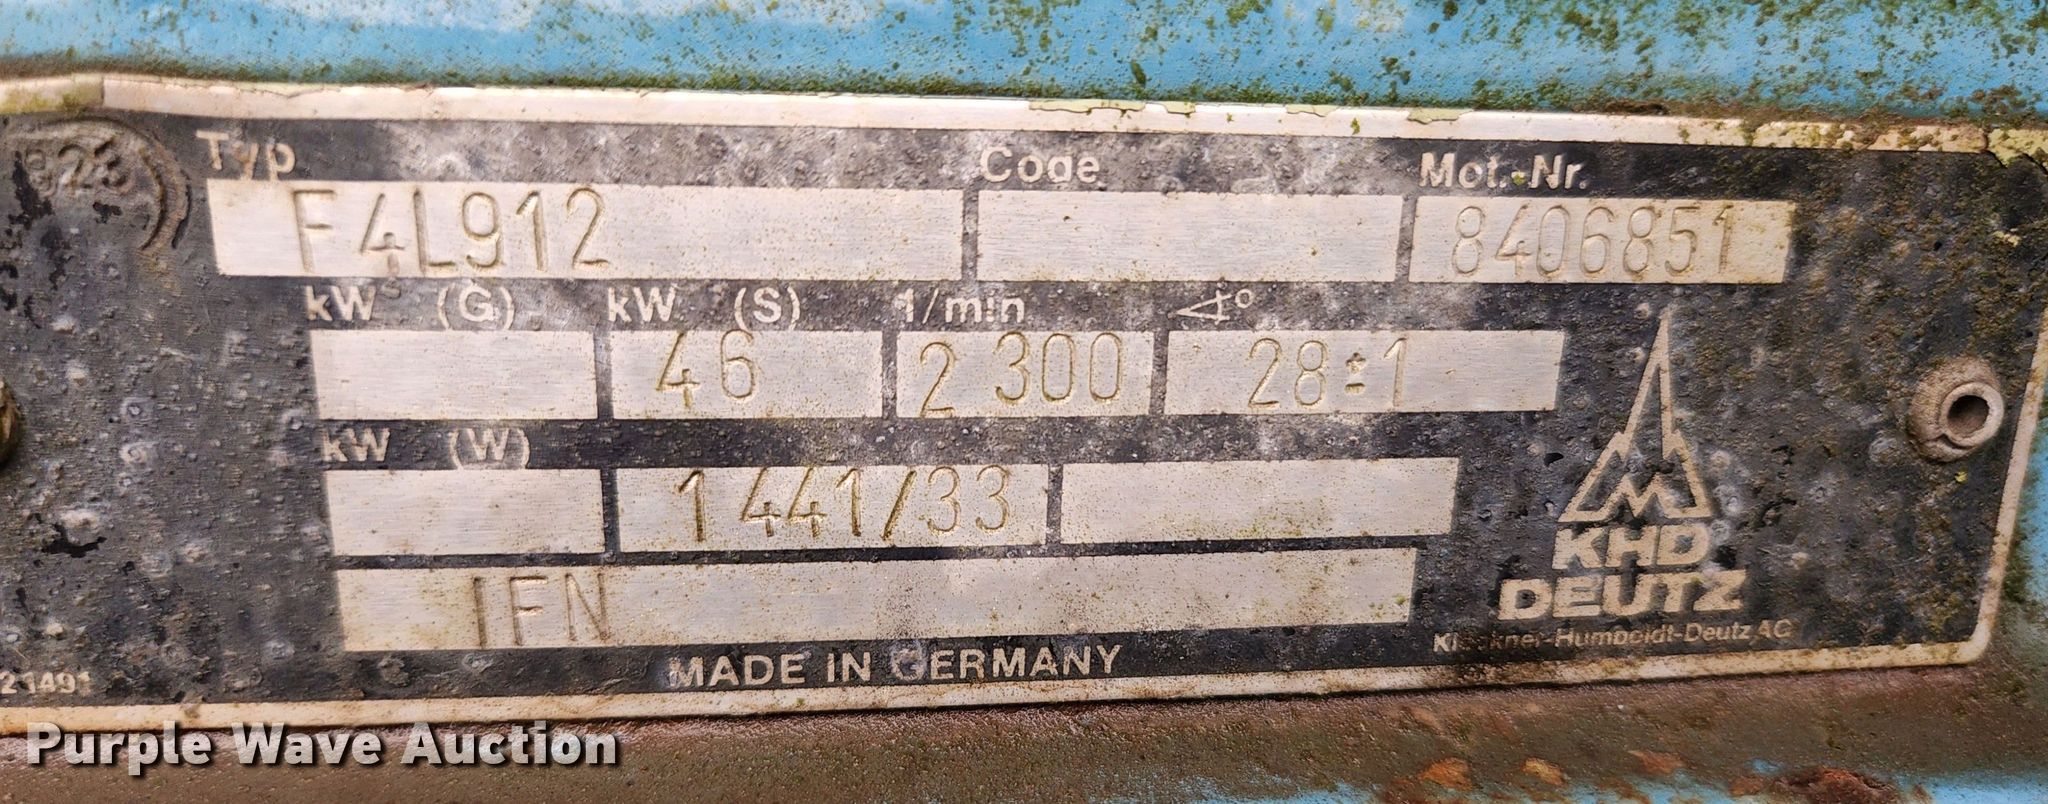 Typ Code Mot.-Nr.
F4L912 8406851
kW (G) kW (S) 1/min ∢°
46 2 300 28±1
kW (W)
1 441/33
IFN
KHD
DEUTZ
Klöckner-Humboldt-Deutz AG
MADE IN GERMANY
21491
Purple Wave Auction